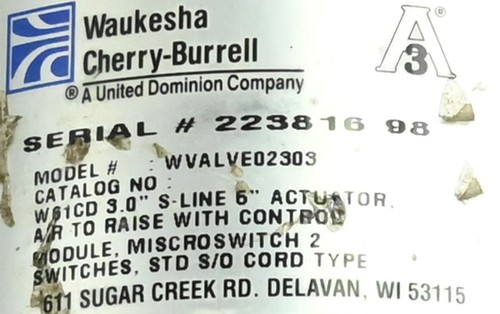 Waukesha
Cherry-Burrell
® A United Dominion Company
A ®
3
SERIAL # 223816 98
MODEL # : WVALVE02303
CATALOG NO :
W61CD 3.0" S-LINE 6" ACTUATOR,
A/R TO RAISE WITH CONTROL
MODULE, MISCROSWITCH 2
SWITCHES, STD S/O CORD TYPE
611 SUGAR CREEK RD. DELAVAN, WI 53115